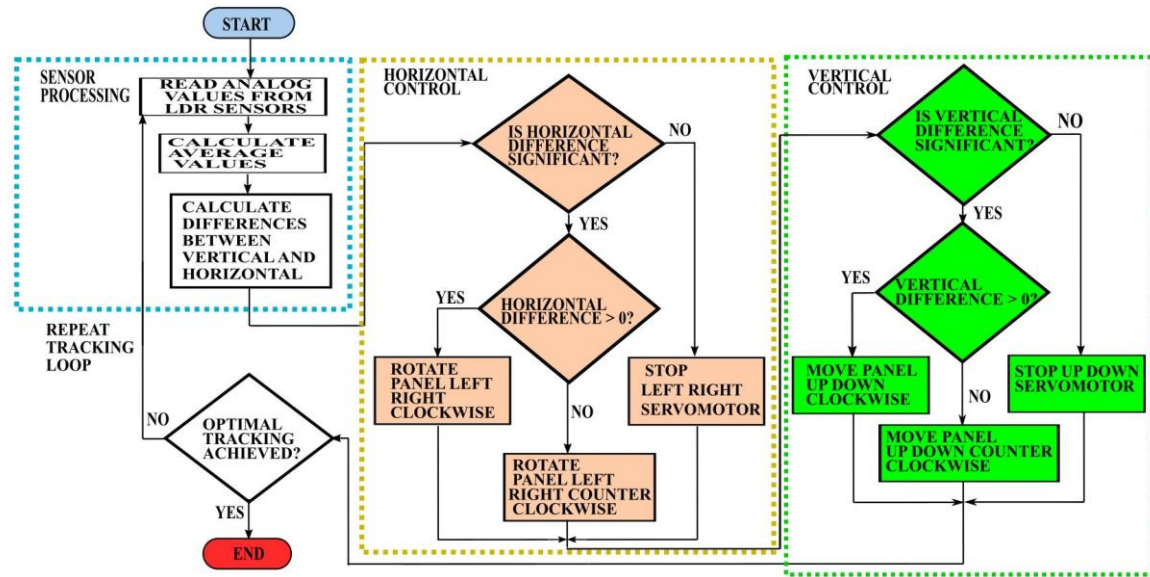 START
SENSOR
PROCESSING
READ ANALOG
VALUES FROM
LDR SENSORS
CALCULATE
AVERAGE
VALUES
CALCULATE
DIFFERENCES
BETWEEN
VERTICAL AND
HORIZONTAL
REPEAT
TRACKING
LOOP
NO
OPTIMAL
TRACKING
ACHIEVED?
YES
END
HORIZONTAL
CONTROL
IS HORIZONTAL
DIFFERENCE
SIGNIFICANT?
NO
YES
HORIZONTAL
DIFFERENCE > 0?
YES
ROTATE
PANEL LEFT
RIGHT
CLOCKWISE
STOP
LEFT RIGHT
SERVOMOTOR
NO
ROTATE
PANEL LEFT
RIGHT COUNTER
CLOCKWISE
VERTICAL
CONTROL
IS VERTICAL
DIFFERENCE
SIGNIFICANT?
NO
YES
VERTICAL
DIFFERENCE > 0?
YES
MOVE PANEL
UP DOWN
CLOCKWISE
STOP UP DOWN
SERVOMOTOR
NO
MOVE PANEL
UP DOWN COUNTER
CLOCKWISE